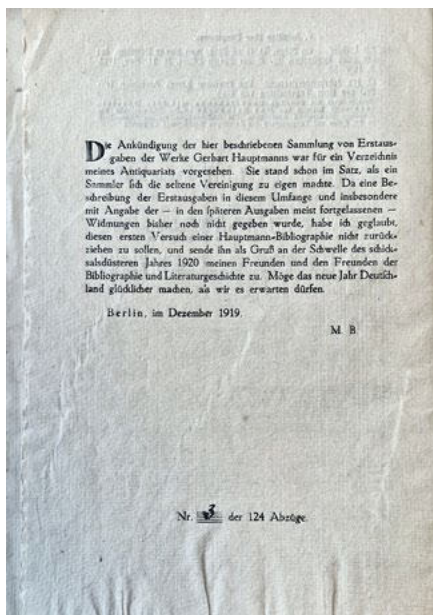 Die Ankündigung der hier beschriebenen Sammlung von Erstaus-
gaben der Werke Gerhart Hauptmanns war für ein Verzeichnis
meines Antiquariats vorgesehen. Sie stand schon im Satz, als ein
Sammler sich die seltene Vereinigung zu eigen machte. Da eine Be-
schreibung der Erstausgaben in diesem Umfange und insbesondere
mit Angabe der — in den späteren Ausgaben meist fortgelassenen —
Widmungen bisher noch nicht gegeben wurde, habe ich geglaubt,
diesen ersten Versuch einer Hauptmann-Bibliographie nicht zurück-
ziehen zu sollen, und sende ihn als Gruß an der Schwelle des schick-
salsdüsteren Jahres 1920 meinen Freunden und den Freunden der
Bibliographie und Literaturgeschichte zu. Möge das neue Jahr Deutsch-
land glücklicher machen, als wir es erwarten dürfen.
Berlin, im Dezember 1919.
M. B.
Nr. 3 der 124 Abzüge.